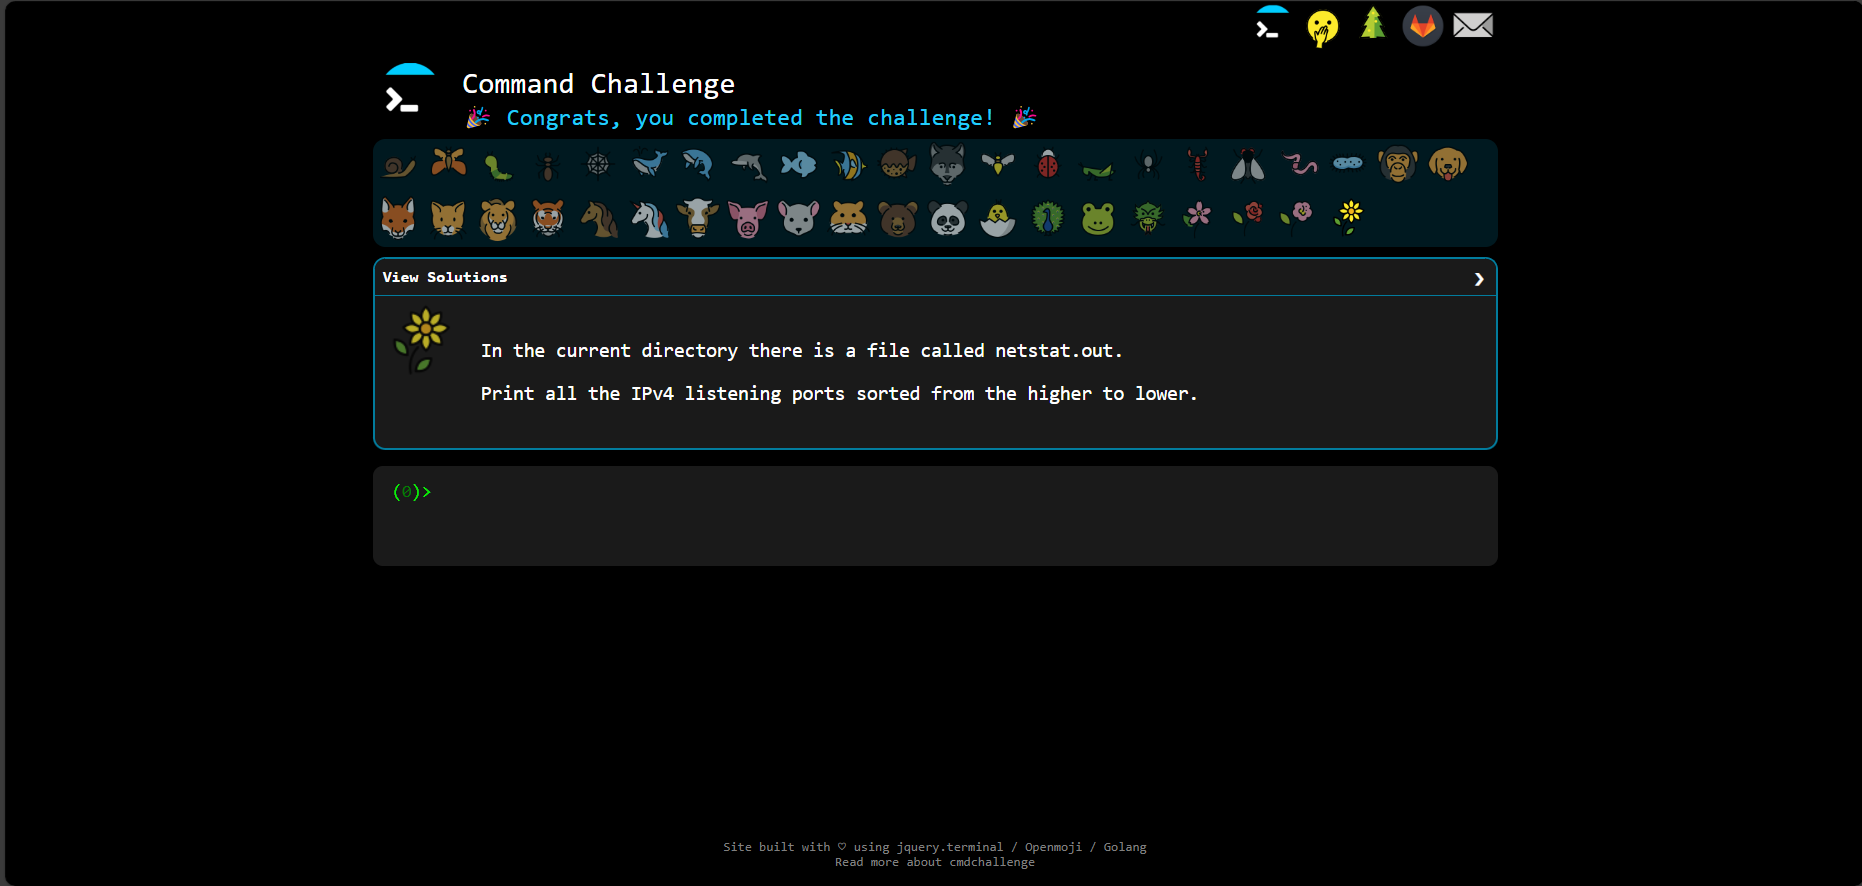 Command Challenge
🎉 Congrats, you completed the challenge! 🎉
View Solutions
In the current directory there is a file called netstat.out.
Print all the IPv4 listening ports sorted from the higher to lower.
(0)>
Site built with ♡ using jquery.terminal / Openmoji / Golang
Read more about cmdchallenge